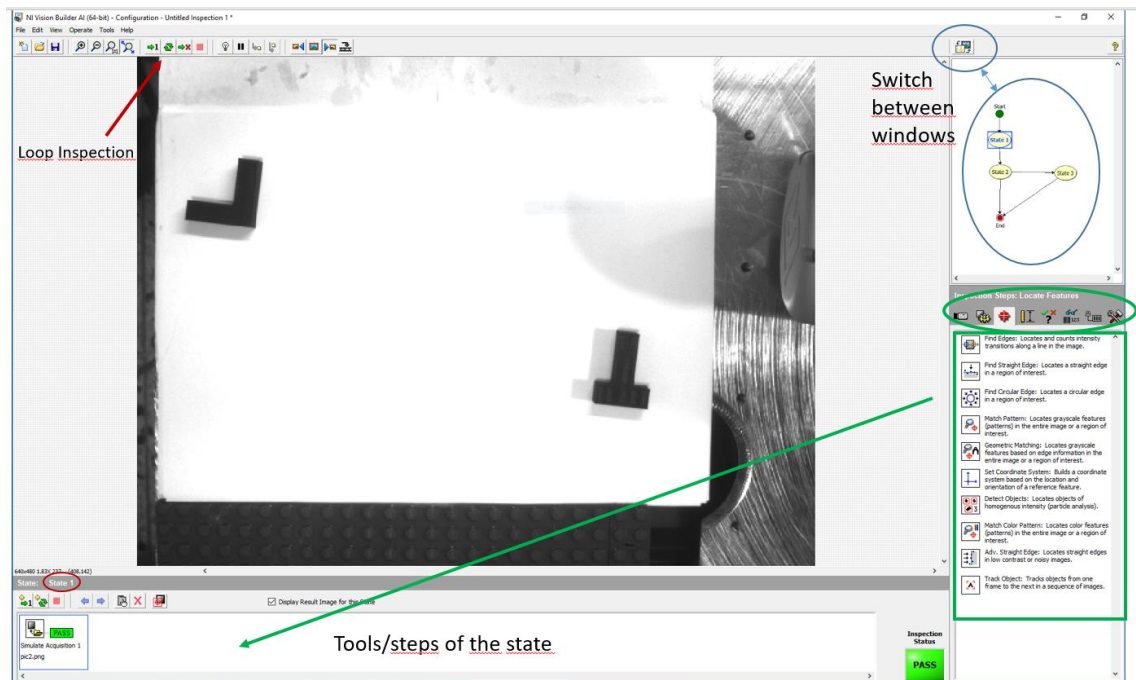 NI Vision Builder AI (64-bit) - Configuration - Untitled Inspection 1 *
File Edit View Operate Tools Help
Loop Inspection
Switch
between
windows
Start
State 1
State 2
State 3
End
Inspection Steps: Locate Features
Find Edges: Locates and counts intensity
transitions along a line in the image.
Find Straight Edge: Locates a straight edge
in a region of interest.
Find Circular Edge: Locates a circular edge
in a region of interest.
Match Pattern: Locates grayscale features
(patterns) in the entire image or a region of
interest.
Geometric Matching: Locates grayscale
features based on edge information in the
entire image or a region of interest.
Set Coordinate System: Builds a coordinate
system based on the location and
orientation of a reference feature.
Detect Objects: Locates objects of
homogenous intensity (particle analysis).
Match Color Pattern: Locates color features
(patterns) in the entire image or a region of
interest.
Adv. Straight Edge: Locates straight edges
in low contrast or noisy images.
Track Object: Tracks objects from one
frame to the next in a sequence of images.
640x480 1.83X 237 (408,142)
State: State 1
Display Result Image for this State
PASS
Simulate Acquisition 1
pic2.png
Tools/steps of the state
Inspection
Status
PASS